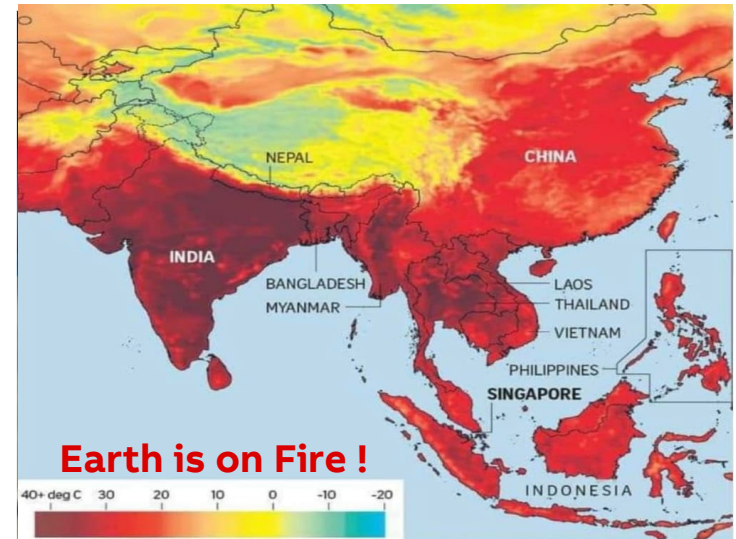 NEPAL
CHINA
INDIA
BANGLADESH
MYANMAR
LAOS
THAILAND
VIETNAM
PHILIPPINES
SINGAPORE
Earth is on Fire !
INDONESIA
40+ deg C 30 20 10 0 -10 -20